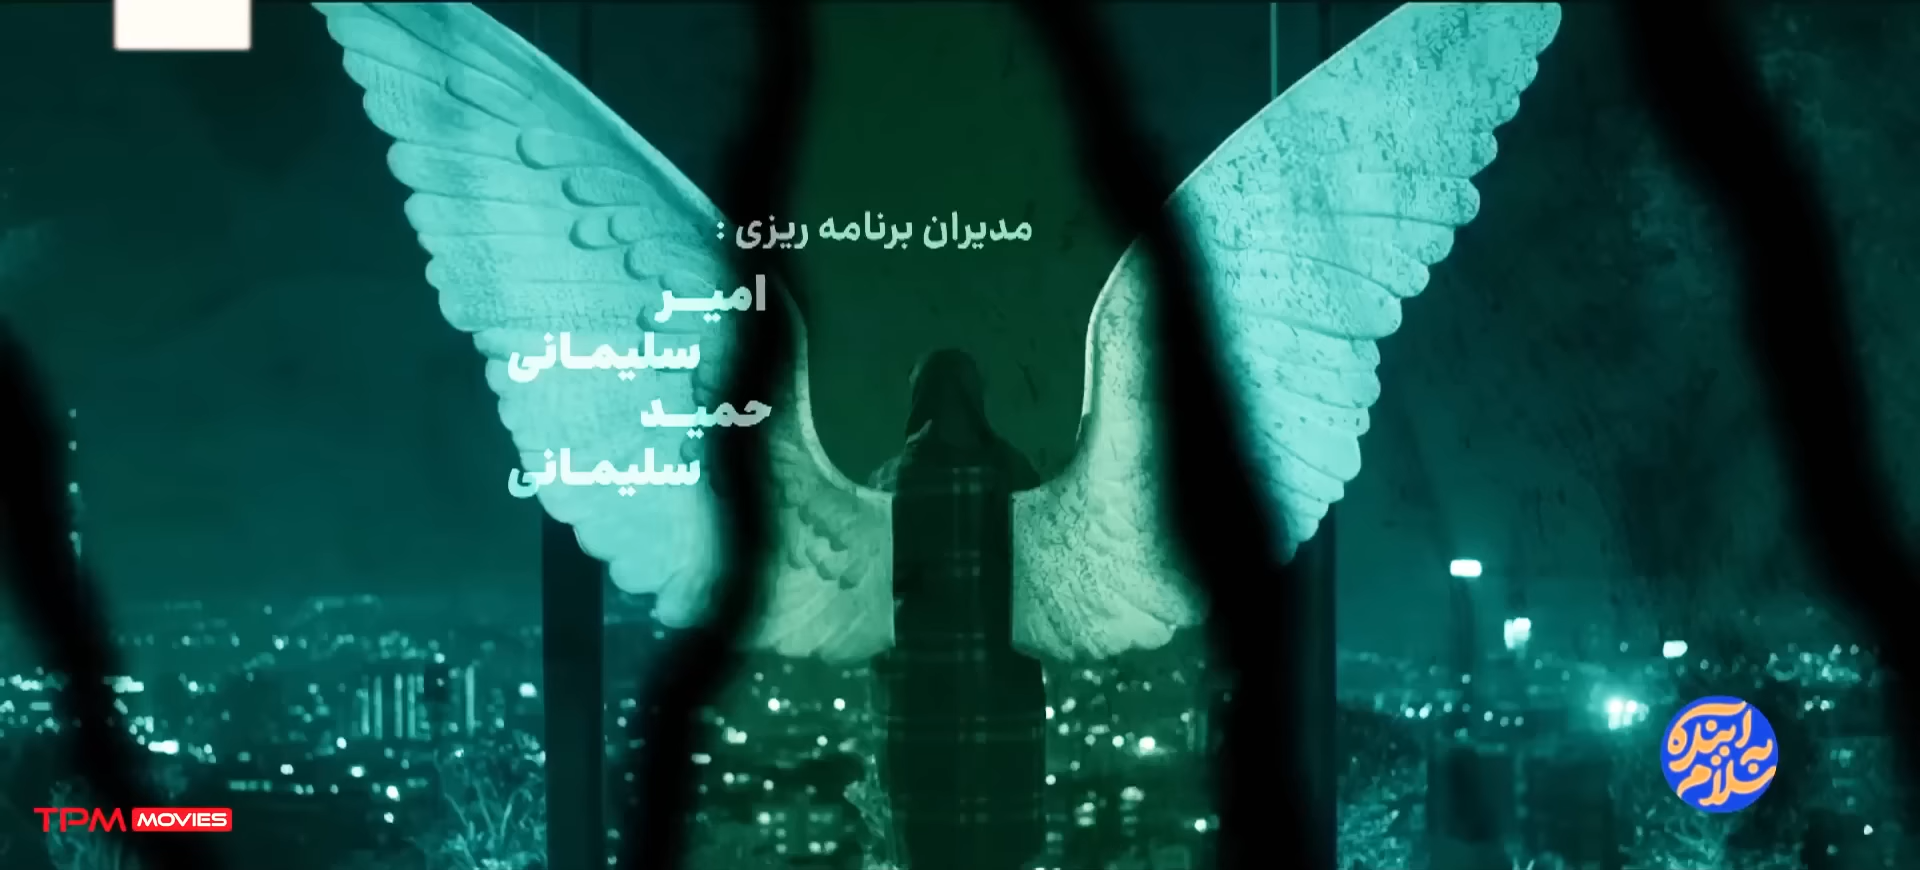 مدیران برنامه ریزی :
امیر
سلیمانی
حمید
سلیمانی
سلام به آینده
TPM MOVIES